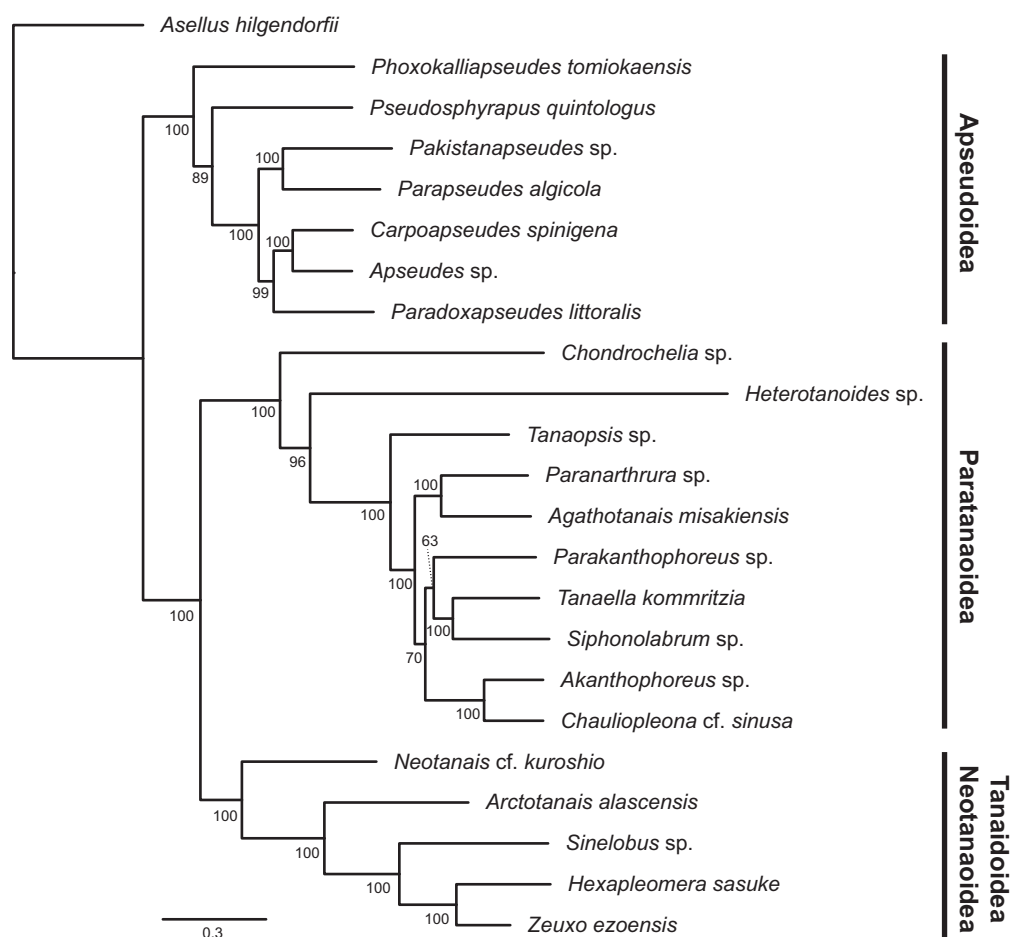 Asellus hilgendorfii
Phoxokalliapseudes tomiokaensis
Pseudosphyrapus quintologus
Pakistanapseudes sp.
Parapseudes algicola
Carpoapseudes spinigena
Apseudes sp.
Paradoxapseudes littoralis
Chondrochelia sp.
Heterotanoides sp.
Tanaopsis sp.
Paranarthrura sp.
Agathotanais misakiensis
Parakanthophoreus sp.
Tanaella kommritzia
Siphonolabrum sp.
Akanthophoreus sp.
Chauliopleona cf. sinusa
Neotanais cf. kuroshio
Arctotanais alascensis
Sinelobus sp.
Hexapleomera sasuke
Zeuxo ezoensis
100
89
100
100
100
99
100
96
100
100
100
63
100
70
100
100
100
100
100
100
0.3
Apseudoidea
Paratanaoidea
Tanaidoidea
Neotanaoidea